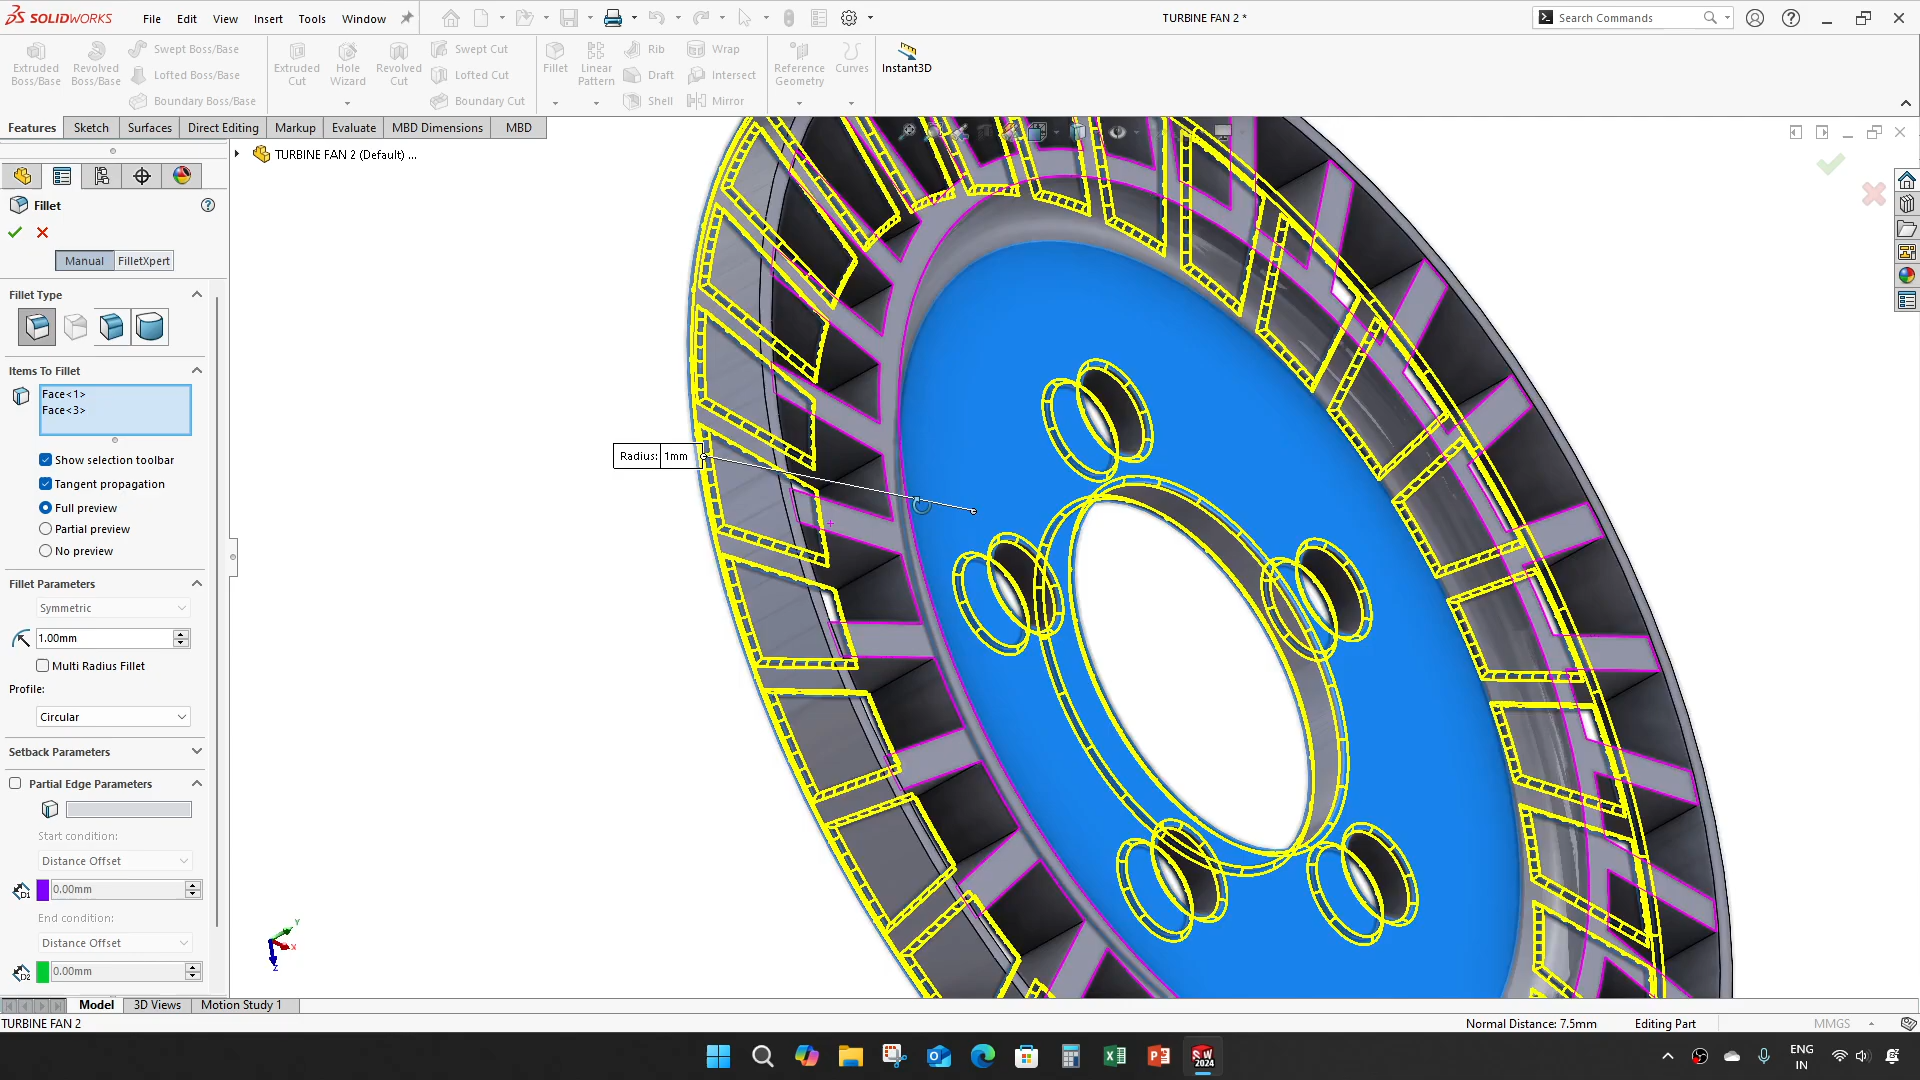 SOLIDWORKS
File Edit View Insert Tools Window
TURBINE FAN 2 *
Search Commands
Extruded Boss/Base
Revolved Boss/Base
Swept Boss/Base
Lofted Boss/Base
Boundary Boss/Base
Extruded Cut
Hole Wizard
Revolved Cut
Swept Cut
Lofted Cut
Boundary Cut
Fillet
Linear Pattern
Rib
Draft
Shell
Wrap
Intersect
Mirror
Reference Geometry
Curves
Instant3D
Features Sketch Surfaces Direct Editing Markup Evaluate MBD Dimensions MBD
TURBINE FAN 2 (Default) ...
Fillet
Manual FilletXpert
Fillet Type
Items To Fillet
Face<1>
Face<3>
Show selection toolbar
Tangent propagation
Full preview
Partial preview
No preview
Fillet Parameters
Symmetric
1.00mm
Multi Radius Fillet
Profile:
Circular
Setback Parameters
Partial Edge Parameters
Start condition:
Distance Offset
D1 0.00mm
End condition:
Distance Offset
D2 0.00mm
Radius: 1mm
Y
X
Z
Model 3D Views Motion Study 1
TURBINE FAN 2
Normal Distance: 7.5mm Editing Part MMGS
SW 2024
ENG
IN